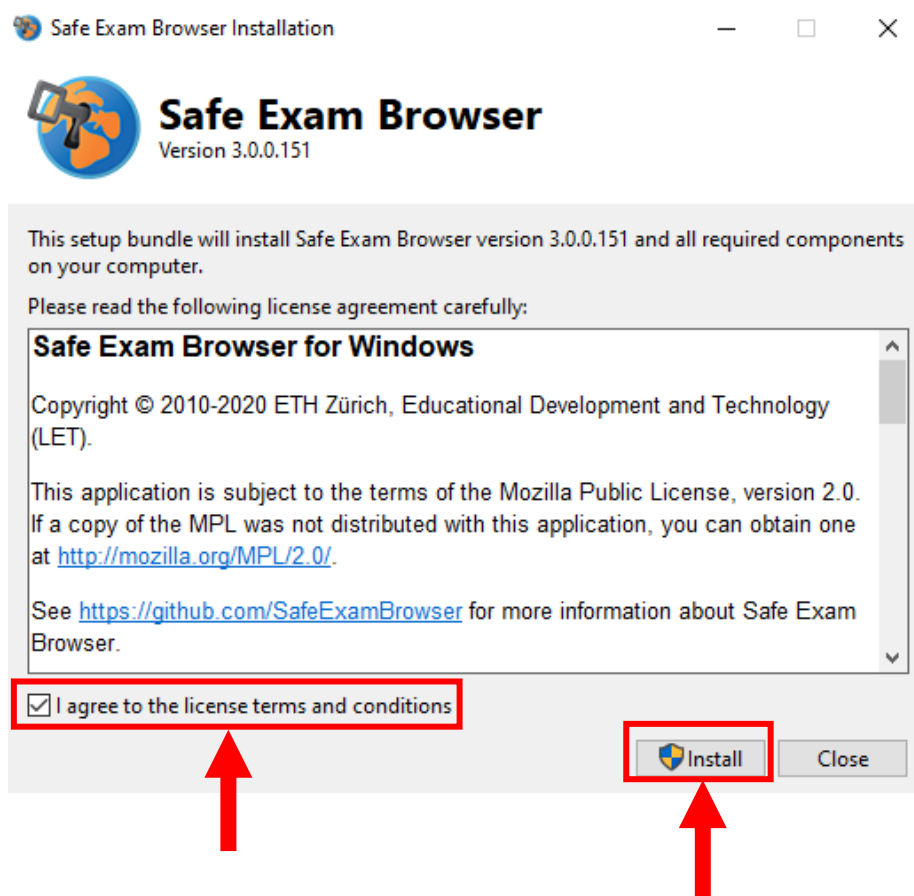 Safe Exam Browser Installation
Safe Exam Browser
Version 3.0.0.151
This setup bundle will install Safe Exam Browser version 3.0.0.151 and all required components
on your computer.
Please read the following license agreement carefully:
Safe Exam Browser for Windows
Copyright © 2010-2020 ETH Zürich, Educational Development and Technology
(LET).
This application is subject to the terms of the Mozilla Public License, version 2.0.
If a copy of the MPL was not distributed with this application, you can obtain one
at http://mozilla.org/MPL/2.0/.
See https://github.com/SafeExamBrowser for more information about Safe Exam
Browser.
I agree to the license terms and conditions
Install Close